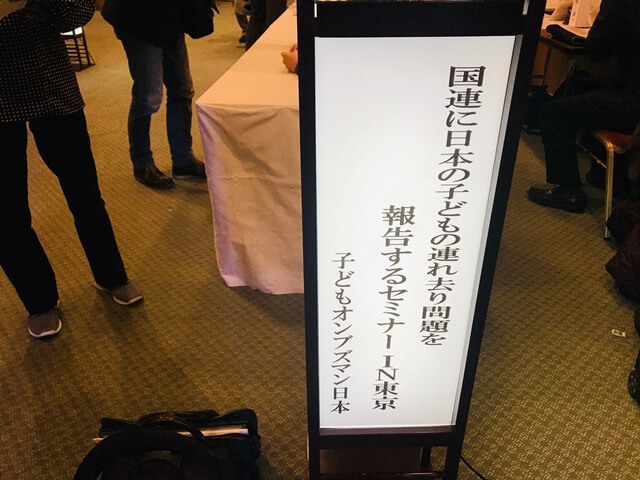 国連に日本の子どもの連れ去り問題を
報告するセミナーIN東京
子どもオンブズマン日本